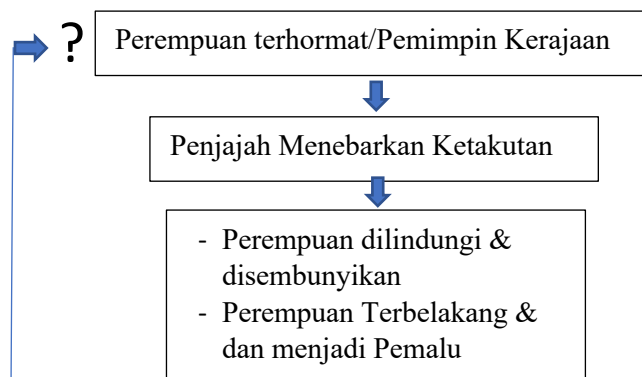 ? Perempuan terhormat/Pemimpin Kerajaan
Penjajah Menebarkan Ketakutan
- Perempuan dilindungi &
disembunyikan
- Perempuan Terbelakang &
dan menjadi Pemalu